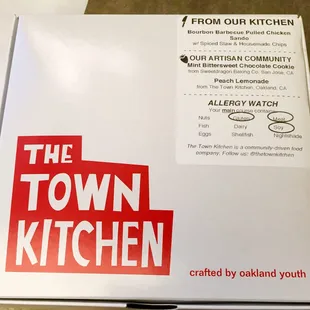 FROM OUR KITCHEN
Bourbon Barbecue Pulled Chicken
Sando
w/ Spiced Slaw & Housemade Chips
OUR ARTISAN COMMUNITY
Mint Bittersweet Chocolate Cookie
from Sweetdragon Baking Co. San Jose, CA
Peach Lemonade
from The Town Kitchen, Oakland, CA
ALLERGY WATCH
Your main course contains:
Nuts Gluten Meat
Fish Dairy Soy
Eggs Shellfish Nightshade
The Town Kitchen is a community-driven food
company. Follow up: @thetownkitchen
THE
TOWN
KITCHEN
crafted by oakland youth